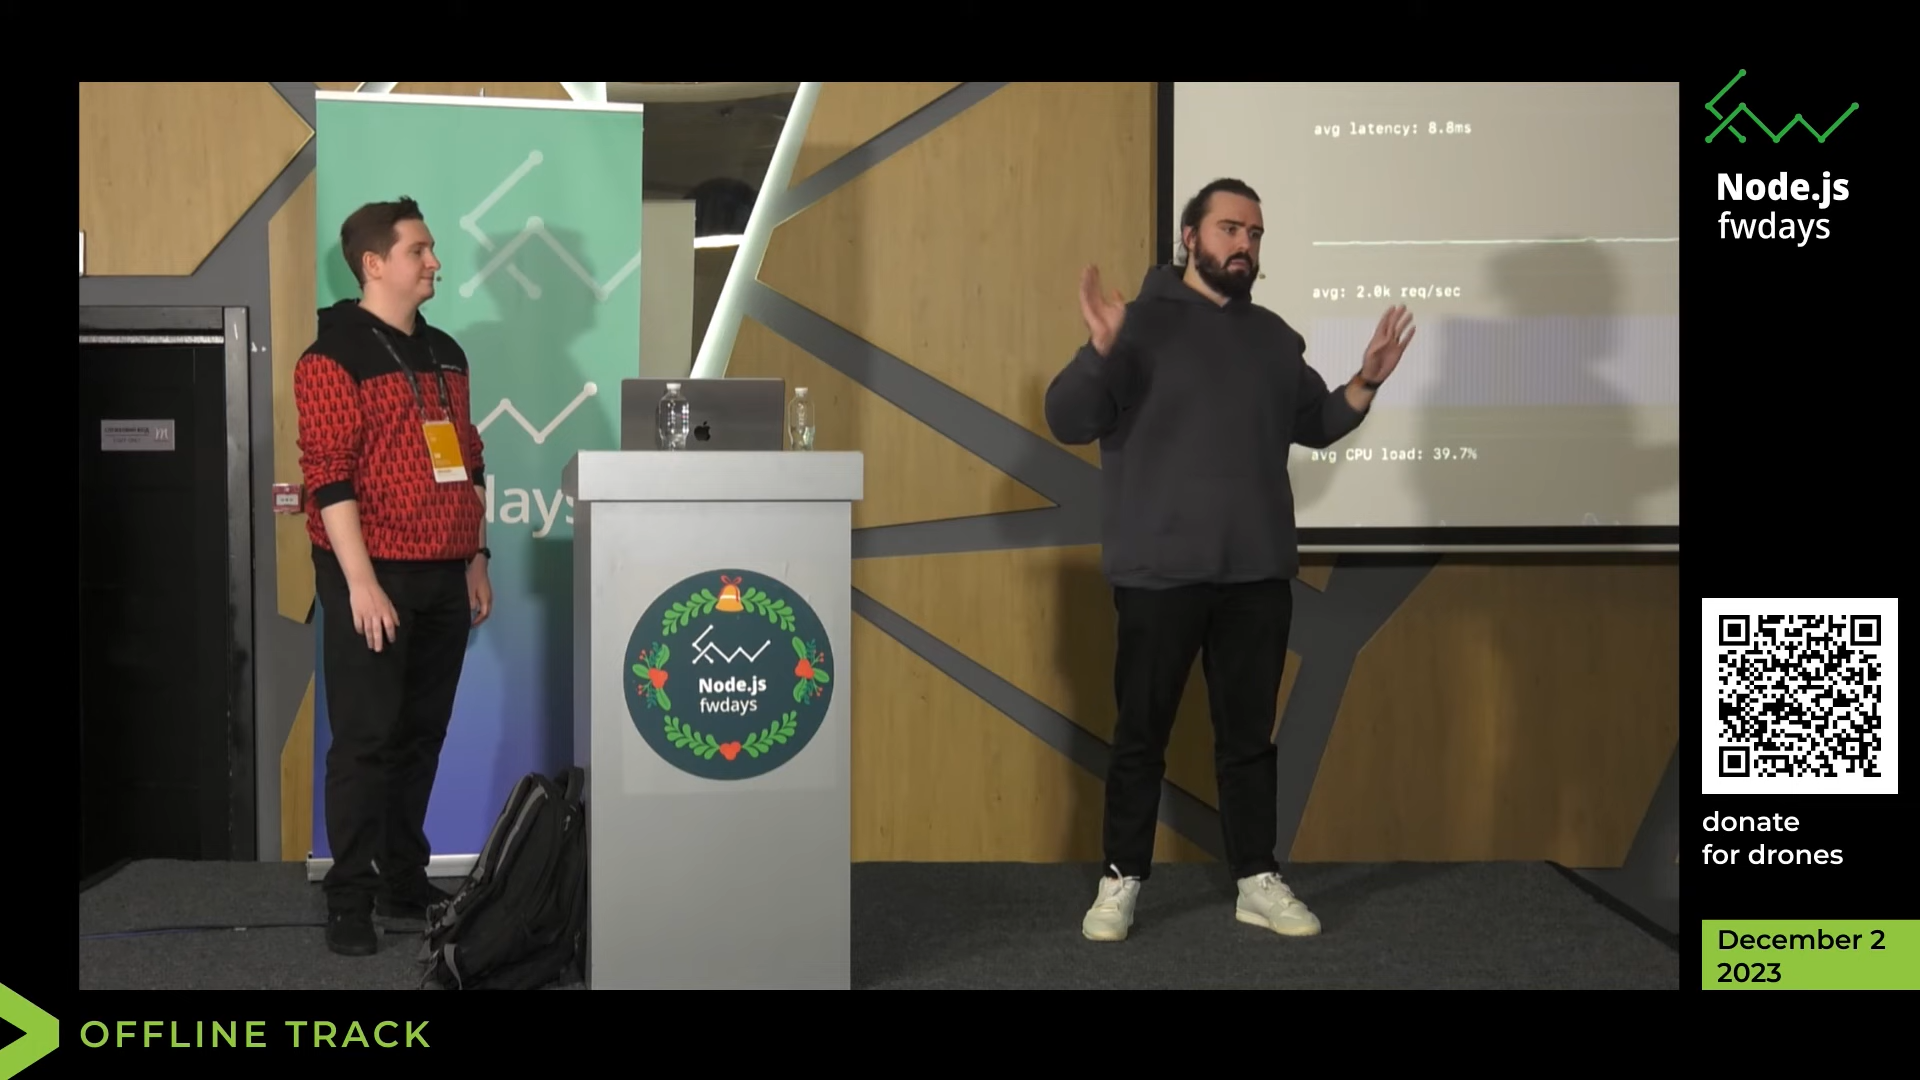 avg latency: 8.8ms
avg: 2.0k req/sec
avg CPU load: 39.7%
days
Node.js
fwdays
Node.js
fwdays
donate
for drones
December 2
2023
OFFLINE TRACK